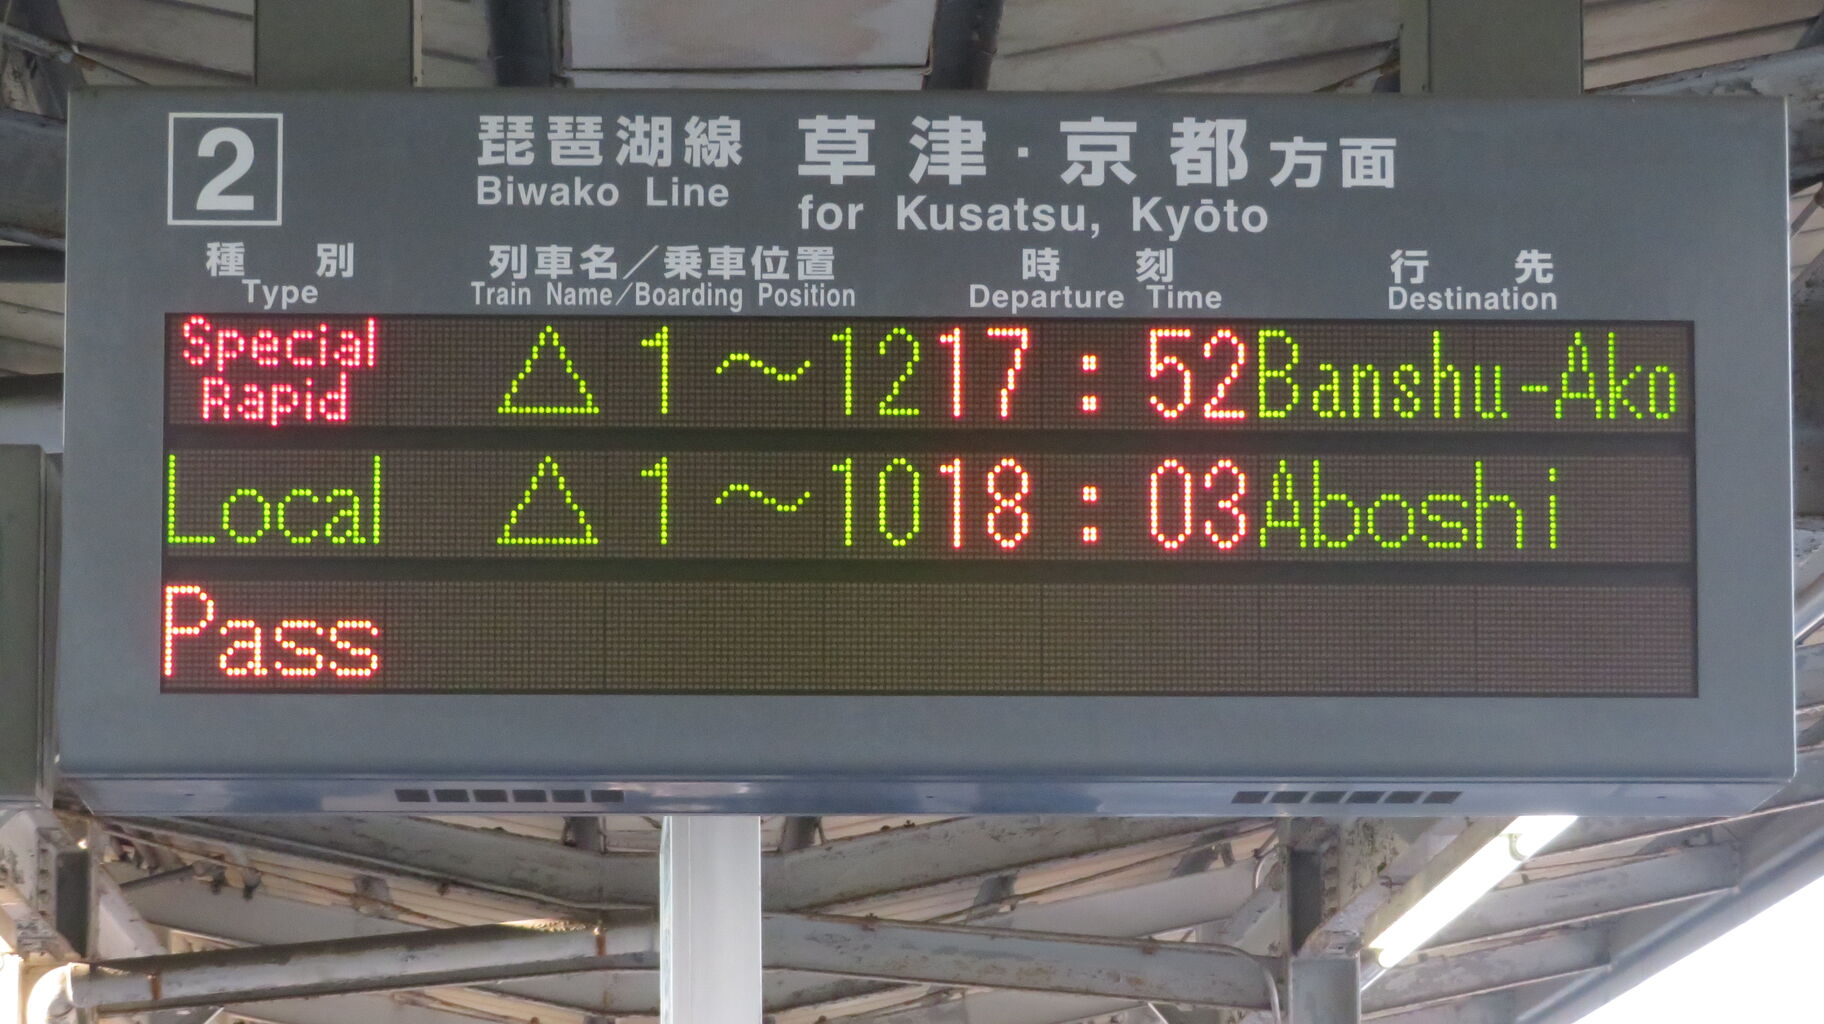 2
琵琶湖線 草津・京都方面
Biwako Line for Kusatsu, Kyōto
種別 列車名／乗車位置 時刻 行先
Type Train Name/Boarding Position Departure Time Destination
Special Rapid △ 1～12 17:52 Banshu-Ako
Local △ 1～10 18:03 Aboshi
Pass